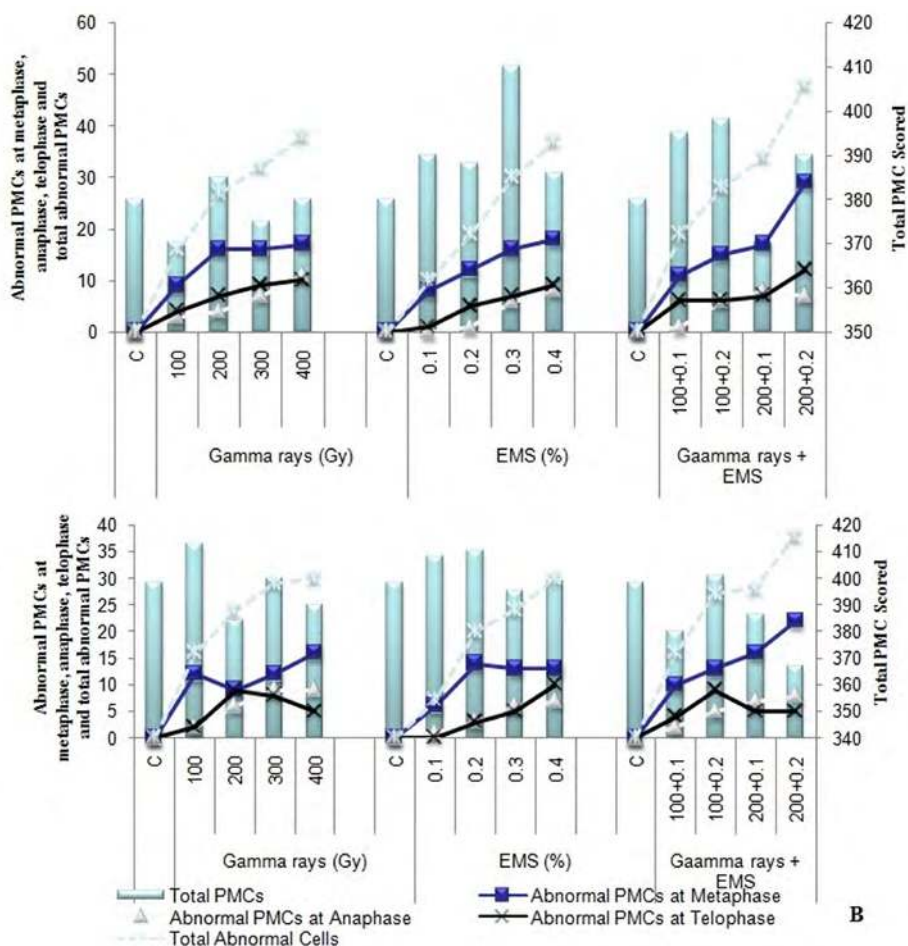 Abnormal PMCs at metaphase,
anaphase, telophase and
total abnormal PMCs
60
50
40
30
20
10
0
420
410
400
390
380
370
360
350
Total PMC Scored
C 100 200 300 400 C 0.1 0.2 0.3 0.4 C 100+0.1 100+0.2 200+0.1 200+0.2
Gamma rays (Gy) EMS (%) Gaamma rays +
EMS
Abnormal PMCs at
metaphase, anaphase, telophase
and total abnormal PMCs
40
35
30
25
20
15
10
5
0
420
410
400
390
380
370
360
350
340
Total PMC Scored
C 100 200 300 400 C 0.1 0.2 0.3 0.4 C 100+0.1 100+0.2 200+0.1 200+0.2
Gamma rays (Gy) EMS (%) Gaamma rays +
EMS
Total PMCs Abnormal PMCs at Metaphase
Abnormal PMCs at Anaphase Abnormal PMCs at Telophase
Total Abnormal Cells
B